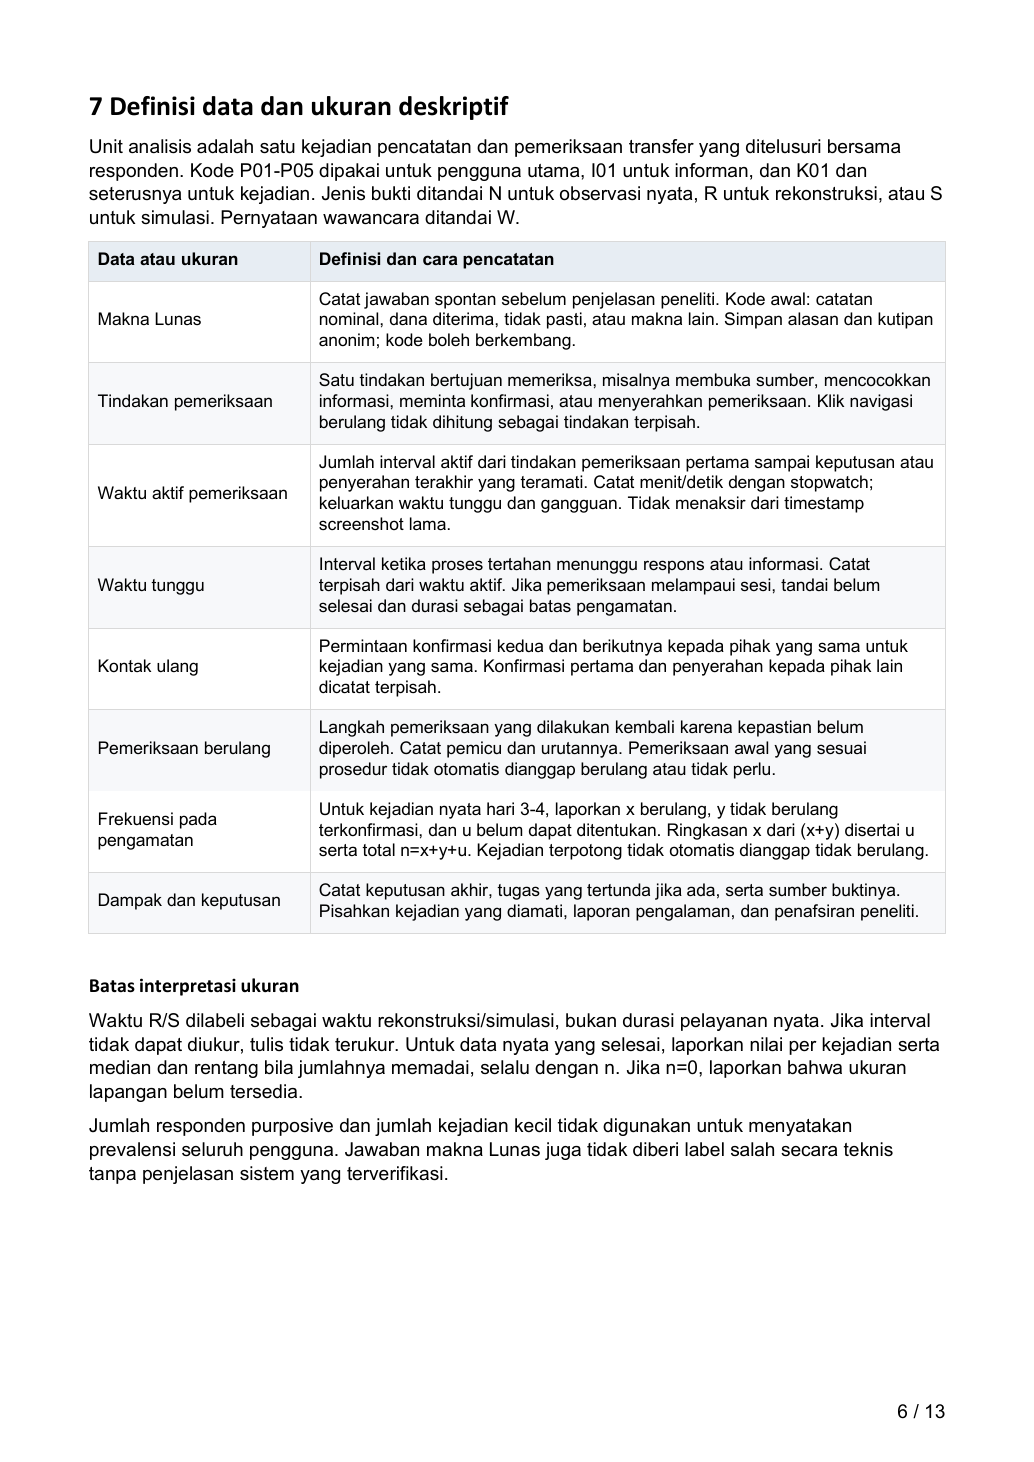 7 Definisi data dan ukuran deskriptif
Unit analisis adalah satu kejadian pencatatan dan pemeriksaan transfer yang ditelusuri bersama
responden. Kode P01-P05 dipakai untuk pengguna utama, I01 untuk informan, dan K01 dan
seterusnya untuk kejadian. Jenis bukti ditandai N untuk observasi nyata, R untuk rekonstruksi, atau S
untuk simulasi. Pernyataan wawancara ditandai W.
Data atau ukuran
Definisi dan cara pencatatan
Makna Lunas
Catat jawaban spontan sebelum penjelasan peneliti. Kode awal: catatan
nominal, dana diterima, tidak pasti, atau makna lain. Simpan alasan dan kutipan
anonim; kode boleh berkembang.
Tindakan pemeriksaan
Satu tindakan bertujuan memeriksa, misalnya membuka sumber, mencocokkan
informasi, meminta konfirmasi, atau menyerahkan pemeriksaan. Klik navigasi
berulang tidak dihitung sebagai tindakan terpisah.
Waktu aktif pemeriksaan
Jumlah interval aktif dari tindakan pemeriksaan pertama sampai keputusan atau
penyerahan terakhir yang teramati. Catat menit/detik dengan stopwatch;
keluarkan waktu tunggu dan gangguan. Tidak menaksir dari timestamp
screenshot lama.
Waktu tunggu
Interval ketika proses tertahan menunggu respons atau informasi. Catat
terpisah dari waktu aktif. Jika pemeriksaan melampaui sesi, tandai belum
selesai dan durasi sebagai batas pengamatan.
Kontak ulang
Permintaan konfirmasi kedua dan berikutnya kepada pihak yang sama untuk
kejadian yang sama. Konfirmasi pertama dan penyerahan kepada pihak lain
dicatat terpisah.
Pemeriksaan berulang
Langkah pemeriksaan yang dilakukan kembali karena kepastian belum
diperoleh. Catat pemicu dan urutannya. Pemeriksaan awal yang sesuai
prosedur tidak otomatis dianggap berulang atau tidak perlu.
Frekuensi pada
pengamatan
Untuk kejadian nyata hari 3-4, laporkan x berulang, y tidak berulang
terkonfirmasi, dan u belum dapat ditentukan. Ringkasan x dari (x+y) disertai u
serta total n=x+y+u. Kejadian terpotong tidak otomatis dianggap tidak berulang.
Dampak dan keputusan
Catat keputusan akhir, tugas yang tertunda jika ada, serta sumber buktinya.
Pisahkan kejadian yang diamati, laporan pengalaman, dan penafsiran peneliti.
Batas interpretasi ukuran
Waktu R/S dilabeli sebagai waktu rekonstruksi/simulasi, bukan durasi pelayanan nyata. Jika interval
tidak dapat diukur, tulis tidak terukur. Untuk data nyata yang selesai, laporkan nilai per kejadian serta
median dan rentang bila jumlahnya memadai, selalu dengan n. Jika n=0, laporkan bahwa ukuran
lapangan belum tersedia.
Jumlah responden purposive dan jumlah kejadian kecil tidak digunakan untuk menyatakan
prevalensi seluruh pengguna. Jawaban makna Lunas juga tidak diberi label salah secara teknis
tanpa penjelasan sistem yang terverifikasi.
6 / 13